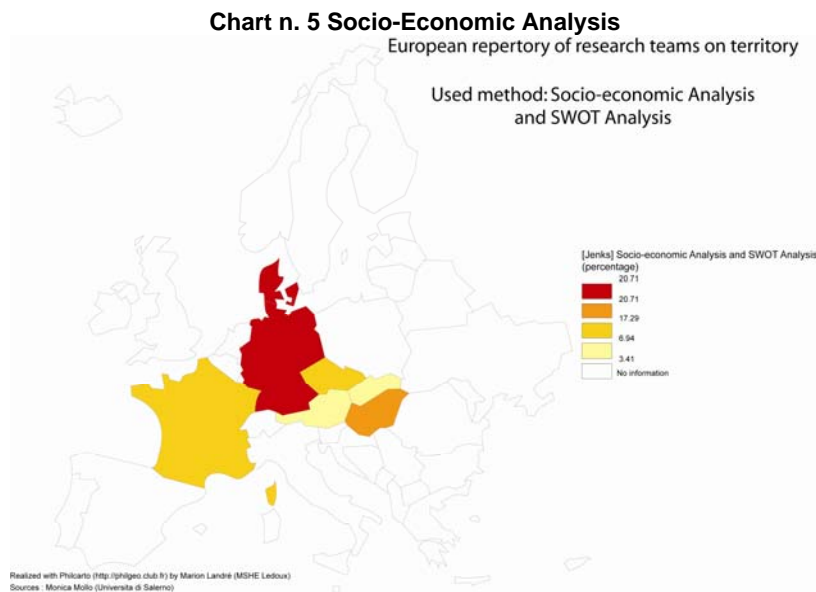 Chart n. 5 Socio-Economic Analysis
European repertory of research teams on territory
Used method: Socio-economic Analysis
and SWOT Analysis
[Jenks] Socio-economic Analysis and SWOT Analysis
(percentage)
20.71
20.71
17.29
6.94
3.41
No information
Realized with Philcarto (http://philgeo.club.fr) by Marion Landré (MSHE Ledoux)
Sources : Monica Mollo (Universita di Salerno)